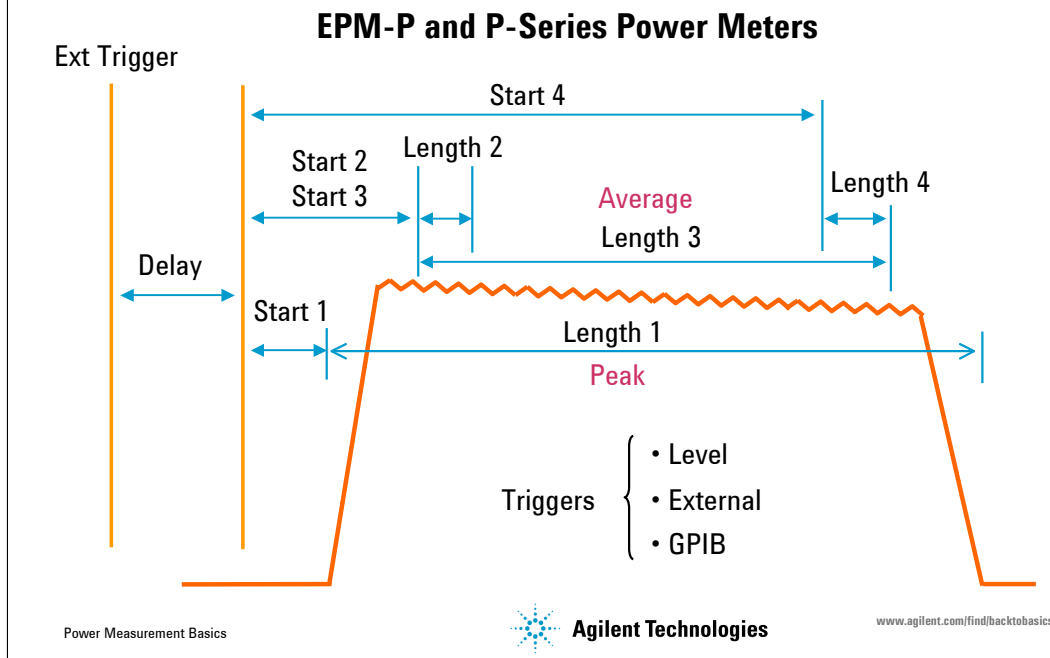 EPM-P and P-Series Power Meters
Ext Trigger
Start 4
Length 2
Start 2
Start 3
Length 4
Average
Length 3
Delay
Start 1
Length 1
Peak
Triggers
• Level
• External
• GPIB
Power Measurement Basics
Agilent Technologies
www.agilent.com/find/backtobasics